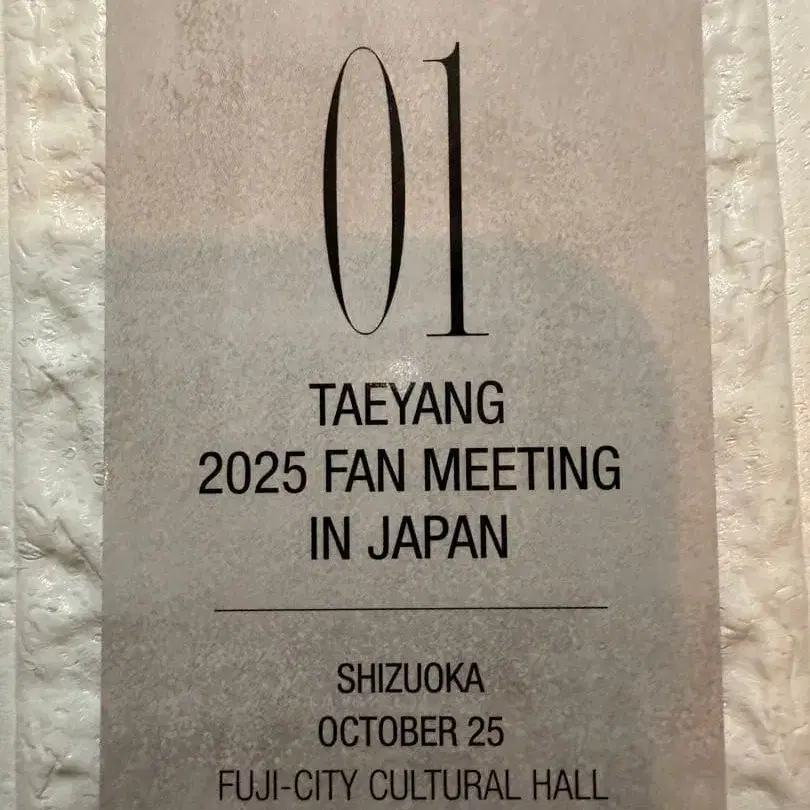 01
TAEYANG
2025 FAN MEETING
IN JAPAN
SHIZUOKA
OCTOBER 25
FUJI-CITY CULTURAL HALL